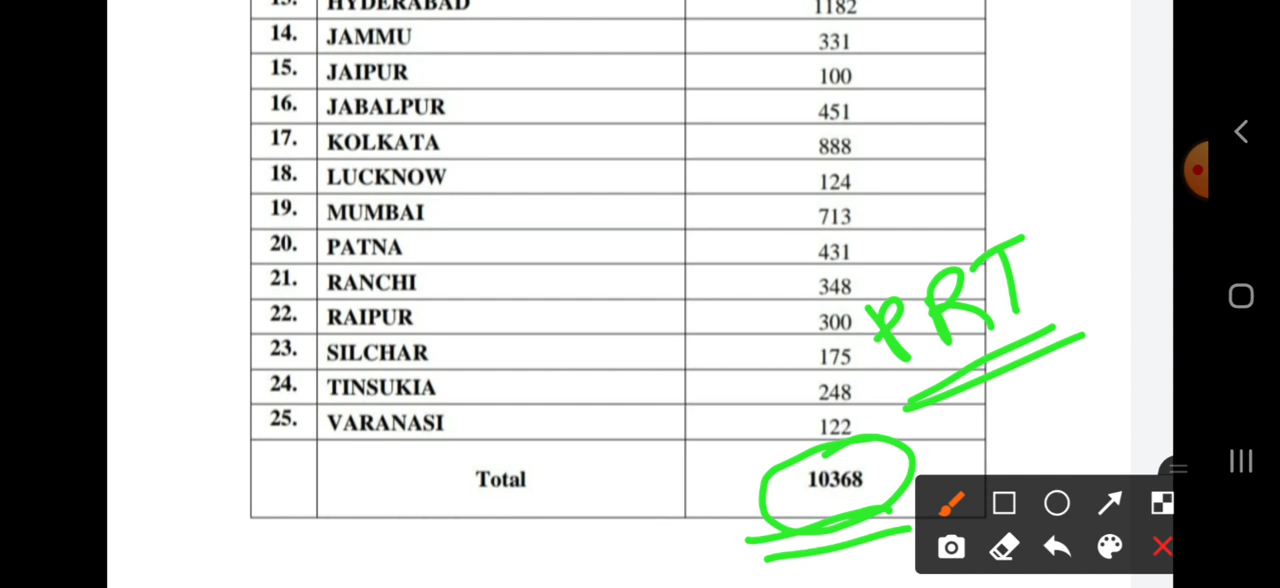 13. HYDERABAD 1182
14. JAMMU 331
15. JAIPUR 100
16. JABALPUR 451
17. KOLKATA 888
18. LUCKNOW 124
19. MUMBAI 713
20. PATNA 431
21. RANCHI 348
22. RAIPUR 300
23. SILCHAR 175
24. TINSUKIA 248
25. VARANASI 122
PRT
Total 10368